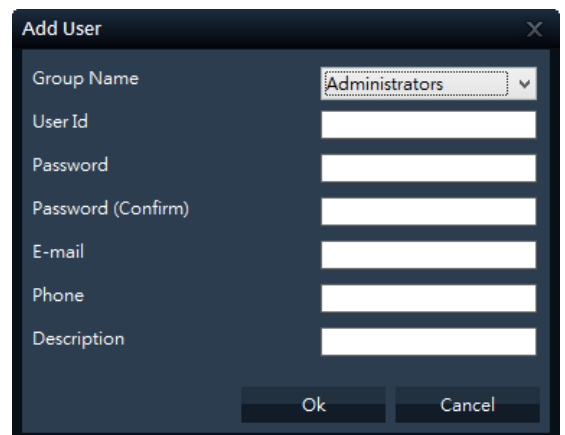 Add User X
Group Name Administrators
User Id
Password
Password (Confirm)
E-mail
Phone
Description
Ok Cancel